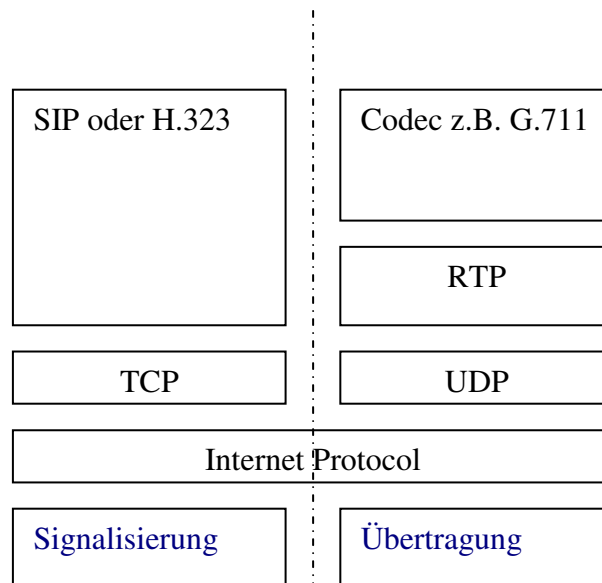 SIP oder H.323
Codec z.B. G.711
RTP
TCP
UDP
Internet Protocol
Signalisierung
Übertragung